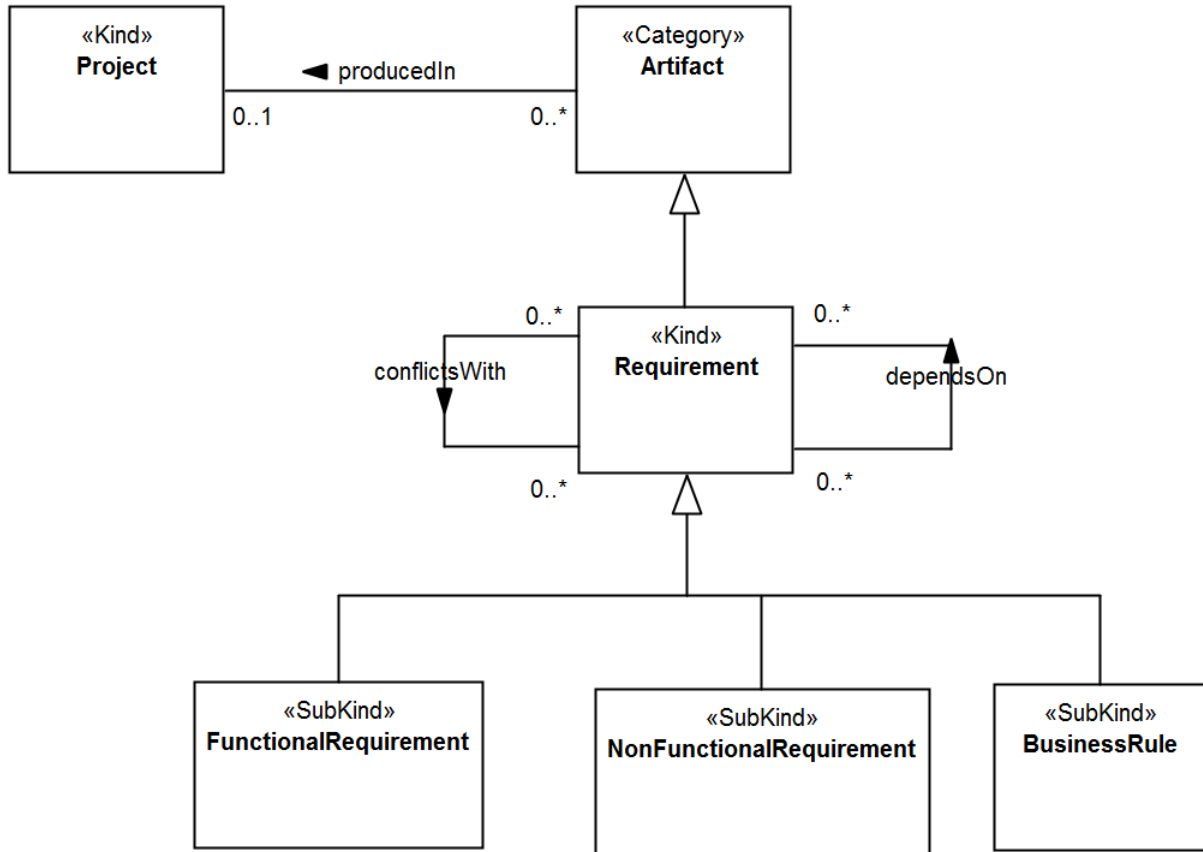 «Kind»
Project
producedIn
0..1
0..*
«Category»
Artifact
0..*
0..*
«Kind»
Requirement
conflictsWith
dependsOn
0..*
0..*
«SubKind»
FunctionalRequirement
«SubKind»
NonFunctionalRequirement
«SubKind»
BusinessRule